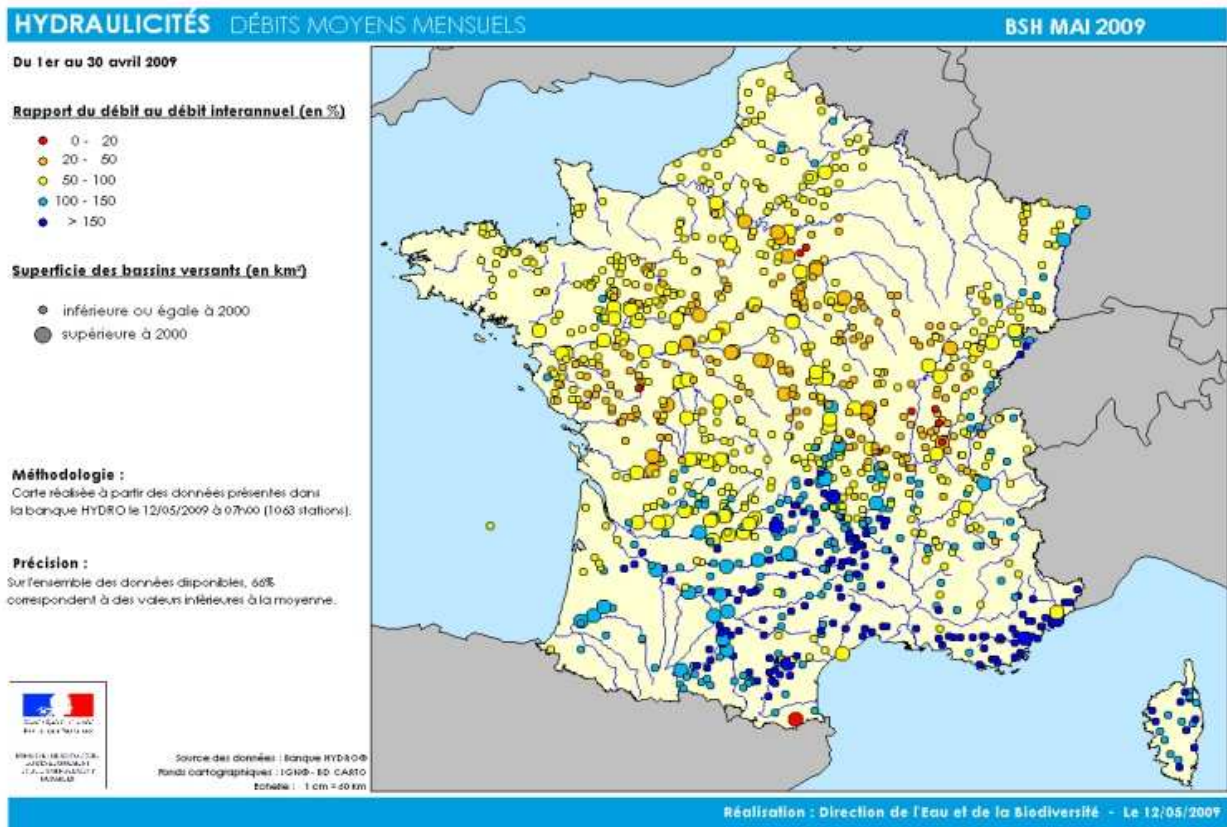 HYDRAULICITÉS DÉBITS MOYENS MENSUELS
BSH MAI 2009
Du 1er au 30 avril 2009
Rapport du débit au débit interannuel (en %)
0 - 20
20 - 50
50 - 100
100 - 150
> 150
Superficie des bassins versants (en km²)
inférieure ou égale à 2000
supérieure à 2000
Méthodologie :
Carte réalisée à partir des données présentes dans
la banque HYDRO le 12/05/2009 à 07h00 (1063 stations).
Précision :
Sur l'ensemble des données disponibles, 66%
correspondent à des valeurs inférieures à la moyenne.
Source des données : Banque HYDRO®
Fonds cartographiques : IGN® - BD CARTO
Echelle : 1 cm = 60 Km
Réalisation : Direction de l'Eau et de la Biodiversité - Le 12/05/2009